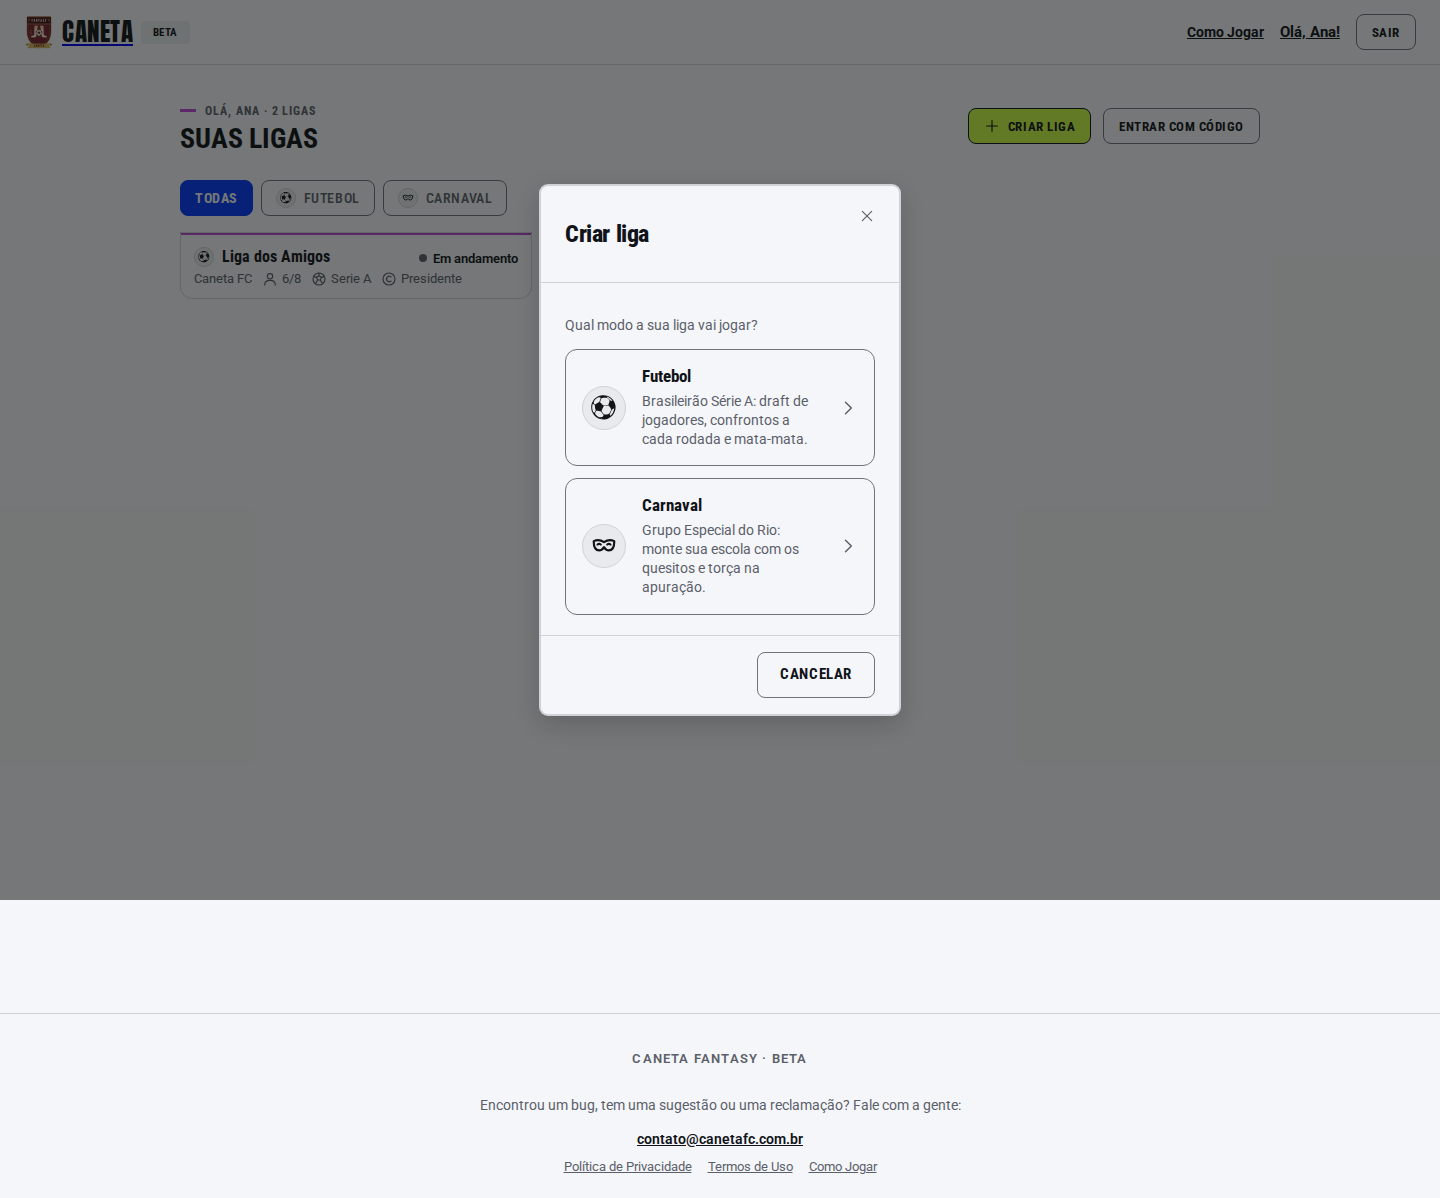 CANETA BETA
Como Jogar Olá, Ana! SAIR
OLÁ, ANA · 2 LIGAS
SUAS LIGAS
CRIAR LIGA ENTRAR COM CÓDIGO
TODAS FUTEBOL CARNAVAL
Liga dos Amigos Em andamento
Caneta FC 6/8 Serie A Presidente
Criar liga
Qual modo a sua liga vai jogar?
Futebol
Brasileirão Série A: draft de
jogadores, confrontos a
cada rodada e mata-mata.
Carnaval
Grupo Especial do Rio:
monte sua escola com os
quesitos e torça na
apuração.
CANCELAR
CANETA FANTASY · BETA
Encontrou um bug, tem uma sugestão ou uma reclamação? Fale com a gente:
contato@canetafc.com.br
Política de Privacidade Termos de Uso Como Jogar